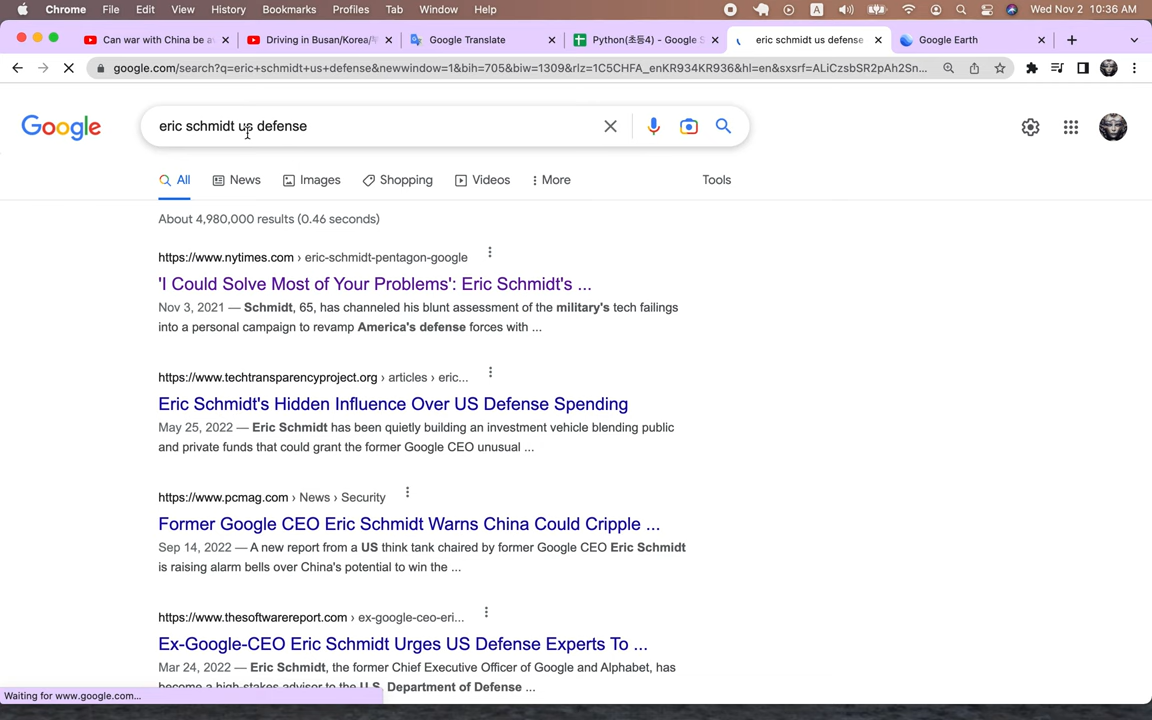 Chrome File Edit View History Bookmarks Profiles Tab Window Help A Wed Nov 2 10:36 AM
Can war with China be av Driving in Busan/Korea/ Google Translate Python(초등4) - Google S eric schmidt us defense Google Earth
google.com/search?q=eric+schmidt+us+defense&newwindow=1&bih=705&biw=1309&rlz=1C5CHFA_enKR934KR936&hl=en&sxsrf=ALiCzsbSR2pAh2Sn...
Google eric schmidt us defense
All News Images Shopping Videos More Tools
About 4,980,000 results (0.46 seconds)
https://www.nytimes.com › eric-schmidt-pentagon-google
'I Could Solve Most of Your Problems': Eric Schmidt's ...
Nov 3, 2021 — Schmidt, 65, has channeled his blunt assessment of the military's tech failings
into a personal campaign to revamp America's defense forces with ...
https://www.techtransparencyproject.org › articles › eric...
Eric Schmidt's Hidden Influence Over US Defense Spending
May 25, 2022 — Eric Schmidt has been quietly building an investment vehicle blending public
and private funds that could grant the former Google CEO unusual ...
https://www.pcmag.com › News › Security
Former Google CEO Eric Schmidt Warns China Could Cripple ...
Sep 14, 2022 — A new report from a US think tank chaired by former Google CEO Eric Schmidt
is raising alarm bells over China's potential to win the ...
https://www.thesoftwarereport.com › ex-google-ceo-eri...
Ex-Google-CEO Eric Schmidt Urges US Defense Experts To ...
Mar 24, 2022 — Eric Schmidt, the former Chief Executive Officer of Google and Alphabet, has
become a high-stakes advisor to the U.S. Department of Defense ...
Waiting for www.google.com...